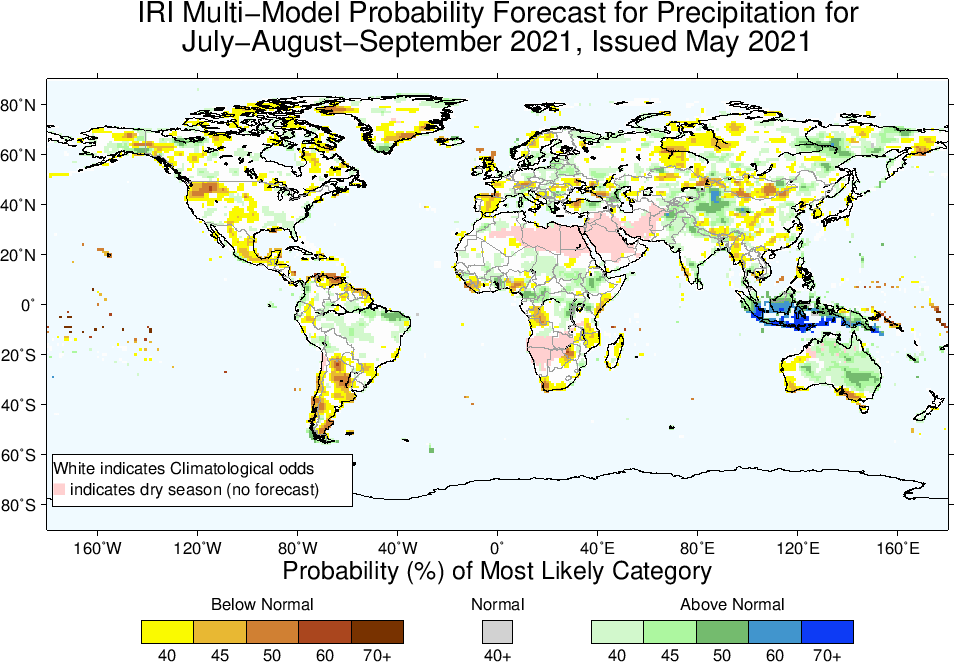 IRI Multi−Model Probability Forecast for Precipitation for
July−August−September 2021, Issued May 2021
80˚N
60˚N
40˚N
20˚N
0˚
20˚S
40˚S
60˚S
80˚S
White indicates Climatological odds
indicates dry season (no forecast)
160˚W 120˚W 80˚W 40˚W 0˚ 40˚E 80˚E 120˚E 160˚E
Probability (%) of Most Likely Category
Below Normal Normal Above Normal
40 45 50 60 70+ 40+ 40 45 50 60 70+